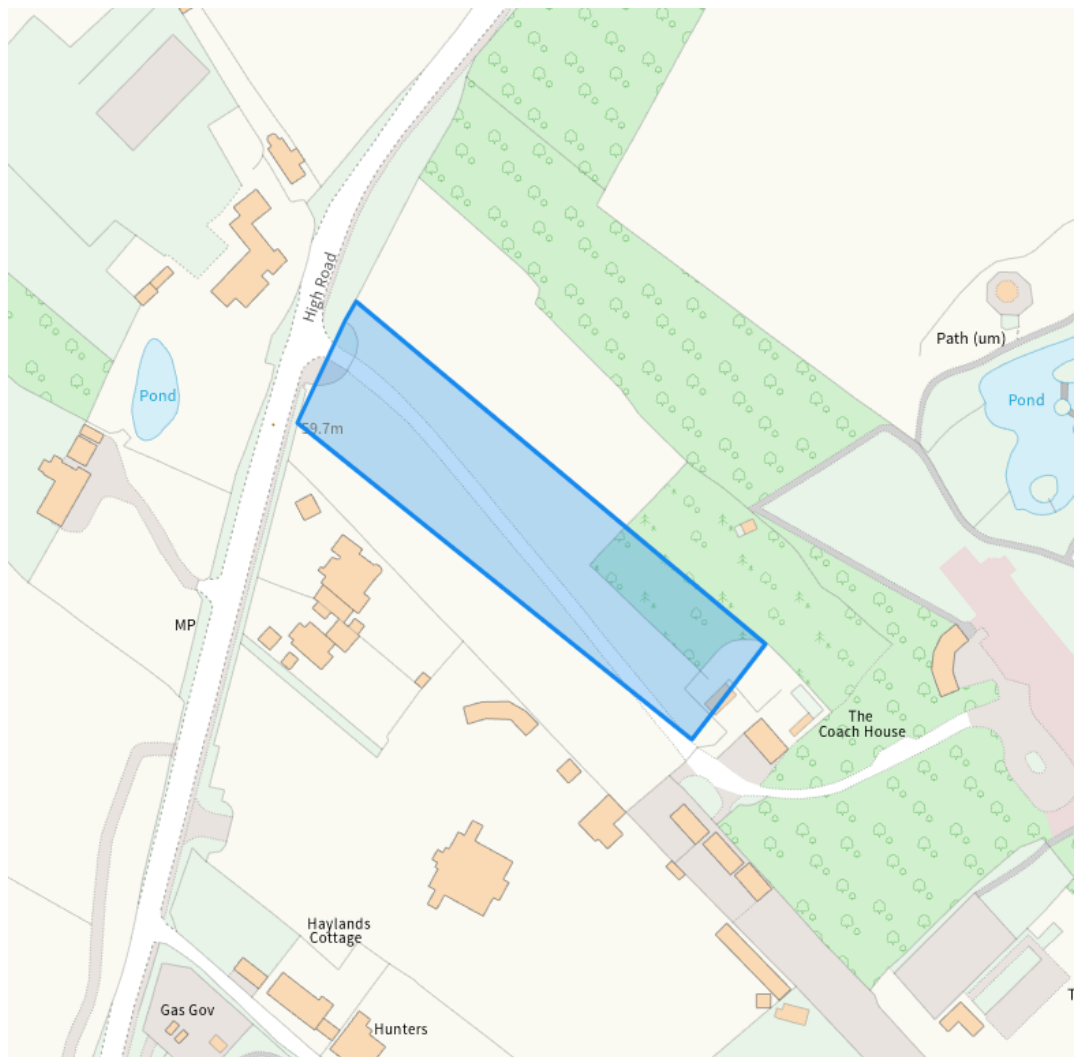 High Road
Path (um)
Pond
Pond
59.7m
MP
The
Coach House
Haylands
Cottage
Gas Gov
Hunters
T